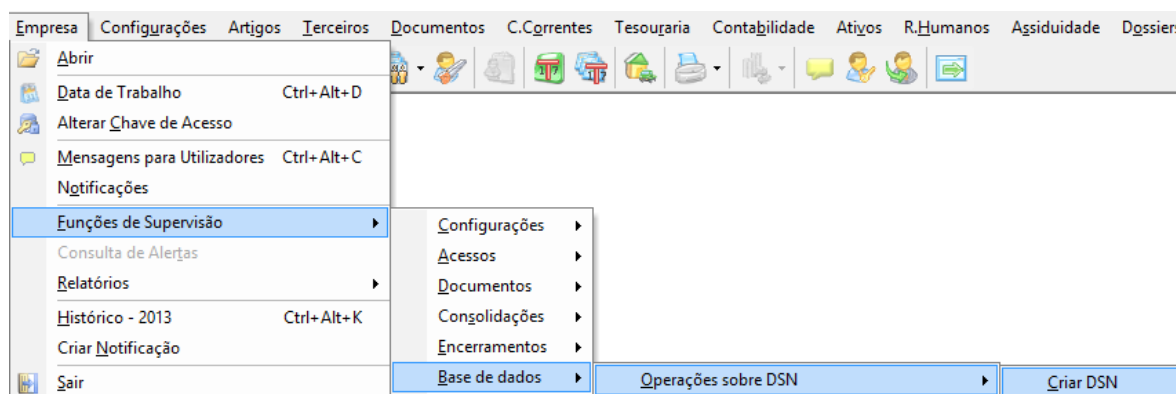 Empresa Configurações Artigos Terceiros Documentos C.Correntes Tesouraria Contabilidade Ativos R.Humanos Assiduidade Dossiers
Abrir
Data de Trabalho Ctrl+Alt+D
Alterar Chave de Acesso
Mensagens para Utilizadores Ctrl+Alt+C
Notificações
Funções de Supervisão
Configurações
Consulta de Alertas
Acessos
Relatórios
Documentos
Histórico - 2013 Ctrl+Alt+K
Consolidações
Criar Notificação
Encerramentos
Sair
Base de dados
Operações sobre DSN
Criar DSN